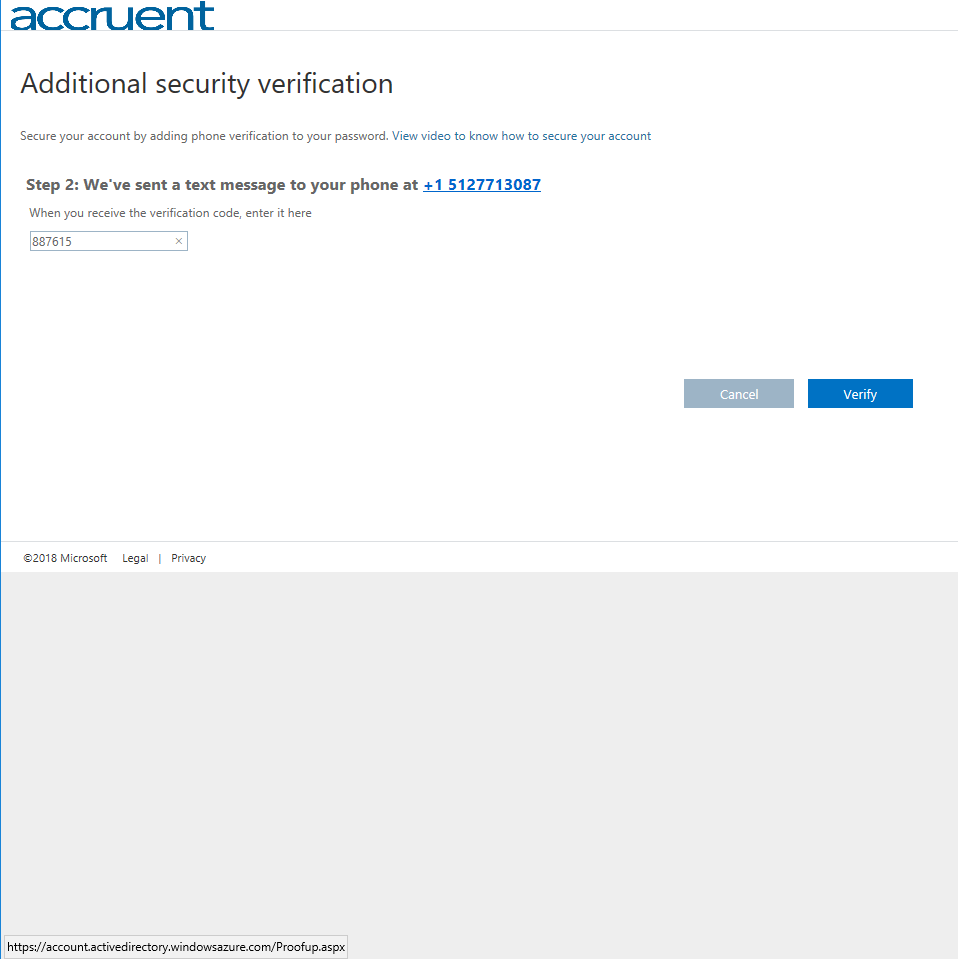 accruent
Additional security verification
Secure your account by adding phone verification to your password. View video to know how to secure your account
Step 2: We've sent a text message to your phone at +1 5127713087
When you receive the verification code, enter it here
887615 ×
Cancel Verify
©2018 Microsoft Legal | Privacy
https://account.activedirectory.windowsazure.com/Proofup.aspx